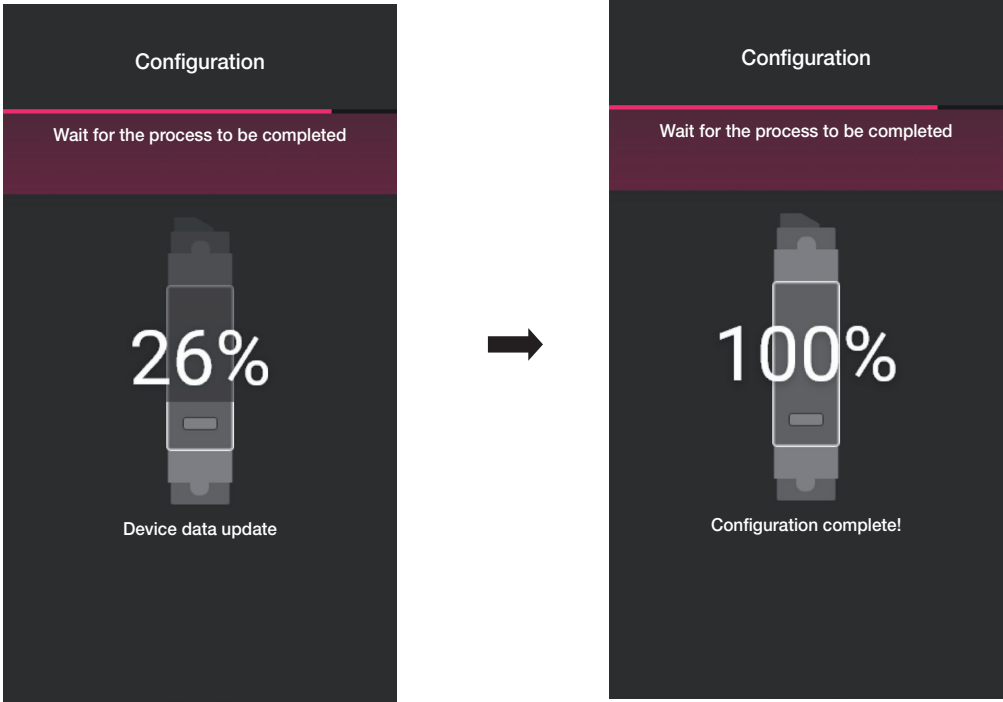 Configuration
Wait for the process to be completed
26%
Device data update
Configuration
Wait for the process to be completed
100%
Configuration complete!